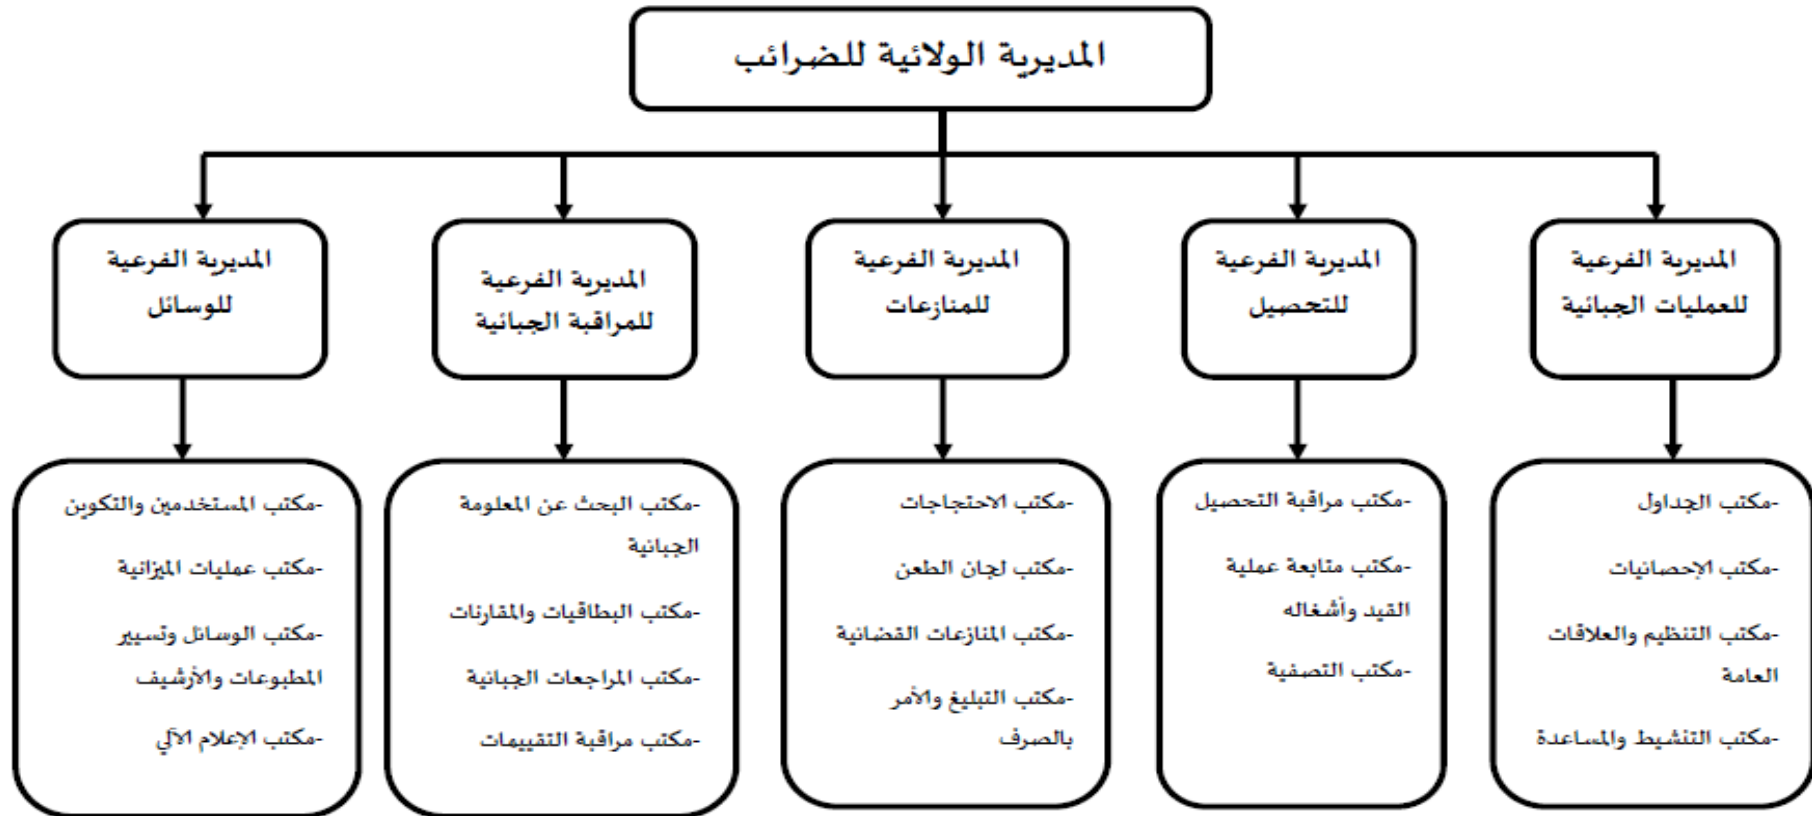 المديرية الولائية للضرائب
المديرية الفرعية
للعمليات الجبائية
المديرية الفرعية
للتحصيل
المديرية الفرعية
للمنازعات
المديرية الفرعية
للمراقبة الجبائية
المديرية الفرعية
للوسائل
-مكتب الجداول
-مكتب الإحصائيات
-مكتب التنظيم والعلاقات
العامة
-مكتب التنشيط والمساعدة
-مكتب مراقبة التحصيل
-مكتب متابعة عملية
القيد وأشغاله
-مكتب التصفية
-مكتب الاحتجاجات
-مكتب لجان الطعن
-مكتب المنازعات القضائية
-مكتب التبليغ والأمر
بالصرف
-مكتب البحث عن المعلومة
الجبائية
-مكتب البطاقيات والمقارنات
-مكتب المراجعات الجبائية
-مكتب مراقبة التقييمات
-مكتب المستخدمين والتكوين
-مكتب عمليات الميزانية
-مكتب الوسائل وتسيير
المطبوعات والأرشيف
-مكتب الإعلام الآلي